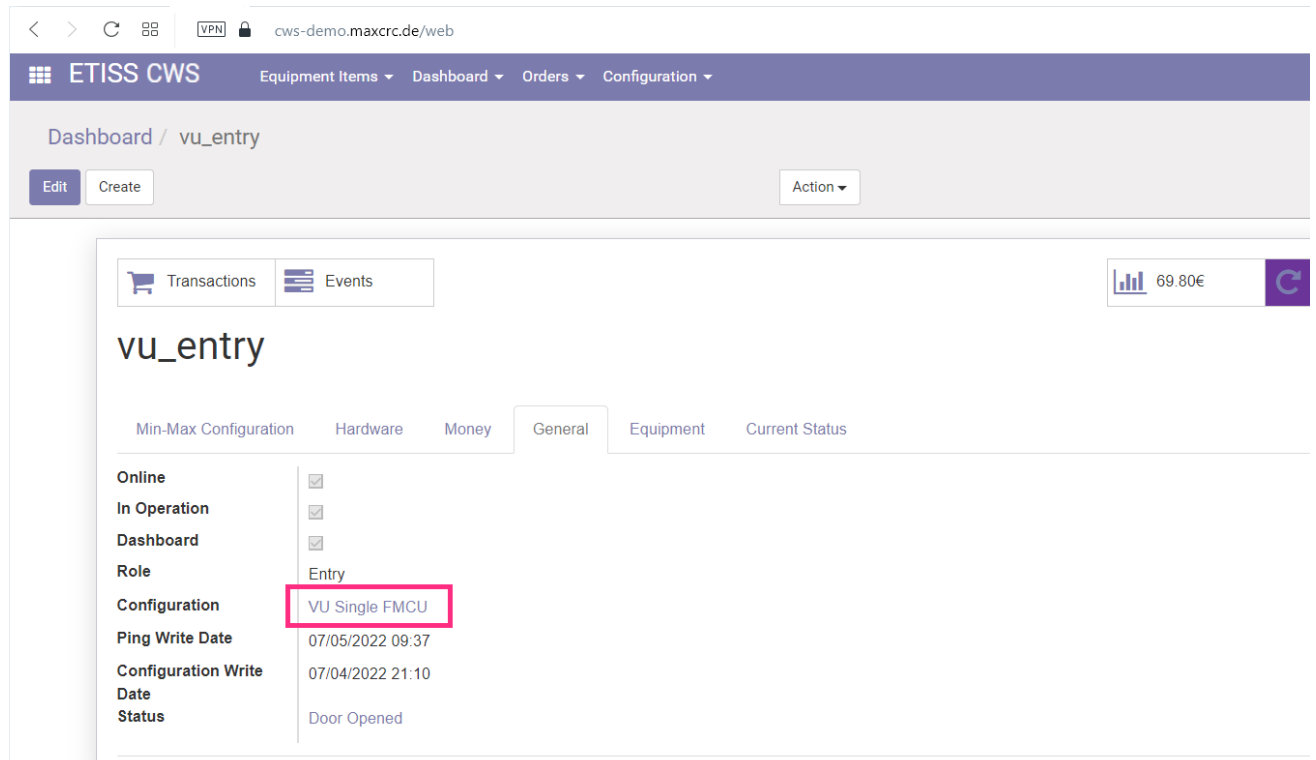 VPN cws-demo.maxcrc.de/web
ETISS CWS Equipment Items Dashboard Orders Configuration
Dashboard / vu_entry
Edit Create Action
Transactions Events 69.80€
vu_entry
Min-Max Configuration Hardware Money General Equipment Current Status
Online
In Operation
Dashboard
Role Entry
Configuration VU Single FMCU
Ping Write Date 07/05/2022 09:37
Configuration Write 07/04/2022 21:10
Date
Status Door Opened